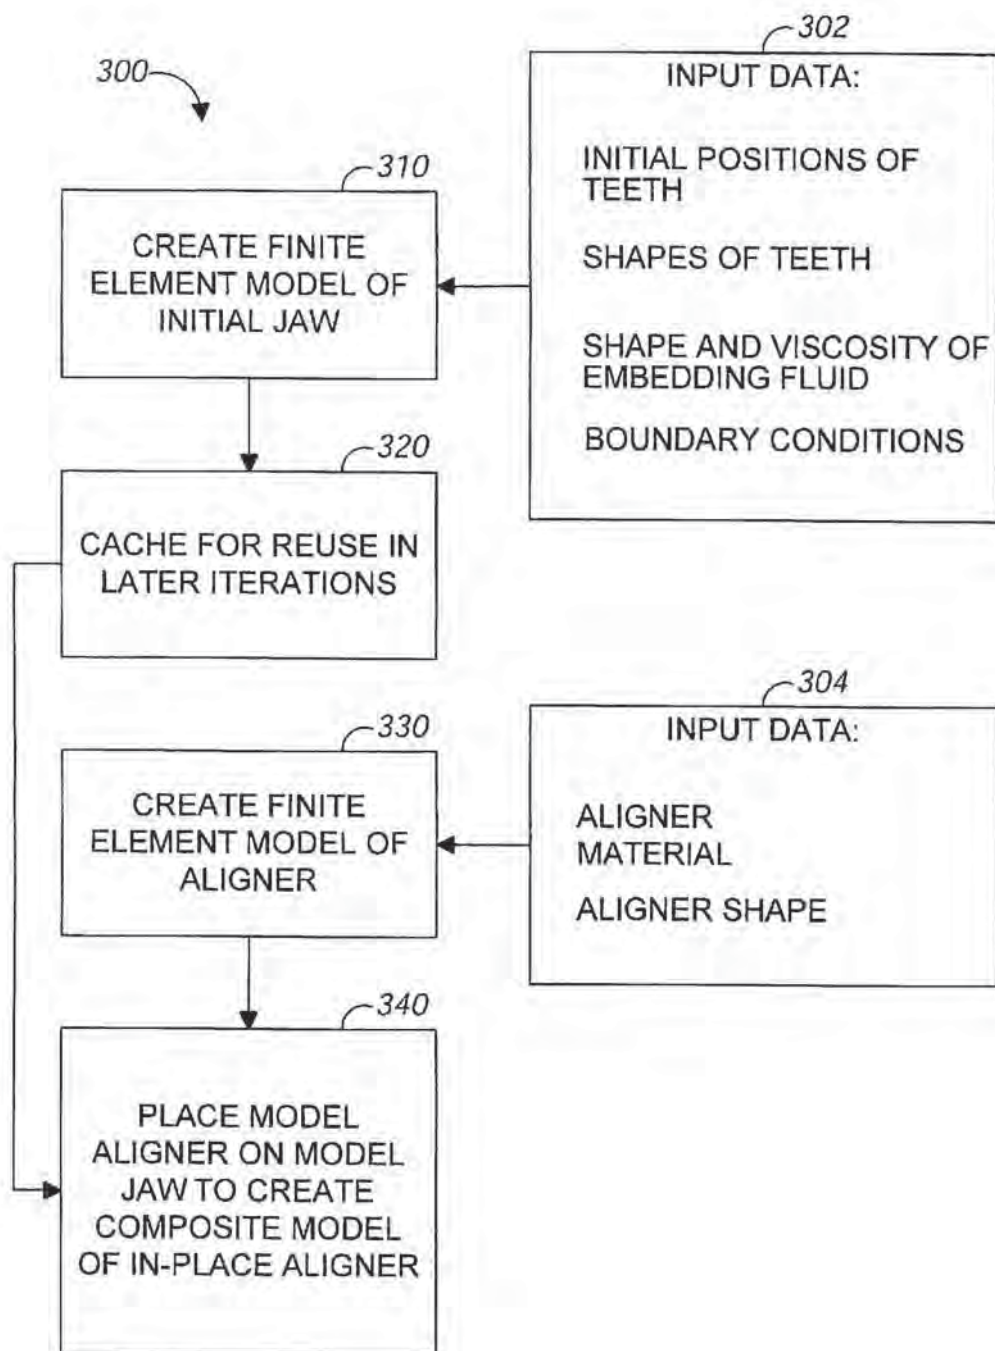 300
302
INPUT DATA:
INITIAL POSITIONS OF
TEETH
SHAPES OF TEETH
SHAPE AND VISCOSITY OF
EMBEDDING FLUID
BOUNDARY CONDITIONS
310
CREATE FINITE
ELEMENT MODEL OF
INITIAL JAW
320
CACHE FOR REUSE IN
LATER ITERATIONS
304
INPUT DATA:
ALIGNER
MATERIAL
ALIGNER SHAPE
330
CREATE FINITE
ELEMENT MODEL OF
ALIGNER
340
PLACE MODEL
ALIGNER ON MODEL
JAW TO CREATE
COMPOSITE MODEL
OF IN-PLACE ALIGNER